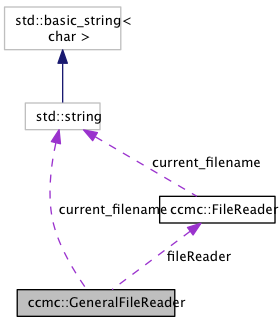 std::basic_string<
char >
std::string
current_filename
ccmc::FileReader
current_filename
fileReader
ccmc::GeneralFileReader